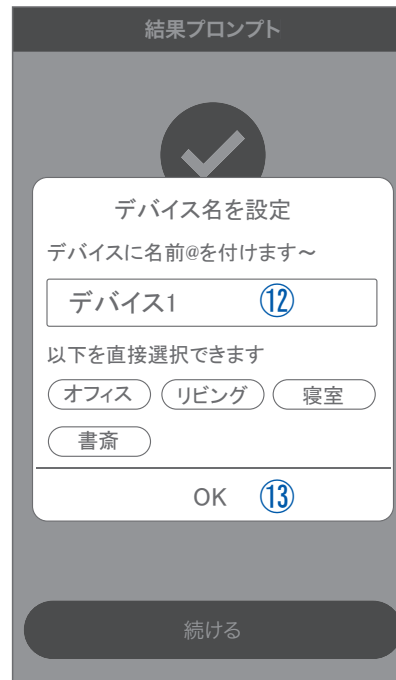 結果プロンプト
デバイス名を設定
デバイスに名前@を付けます～
デバイス1 ⑫
以下を直接選択できます
オフィス リビング 寝室
書斎
OK ⑬
続ける